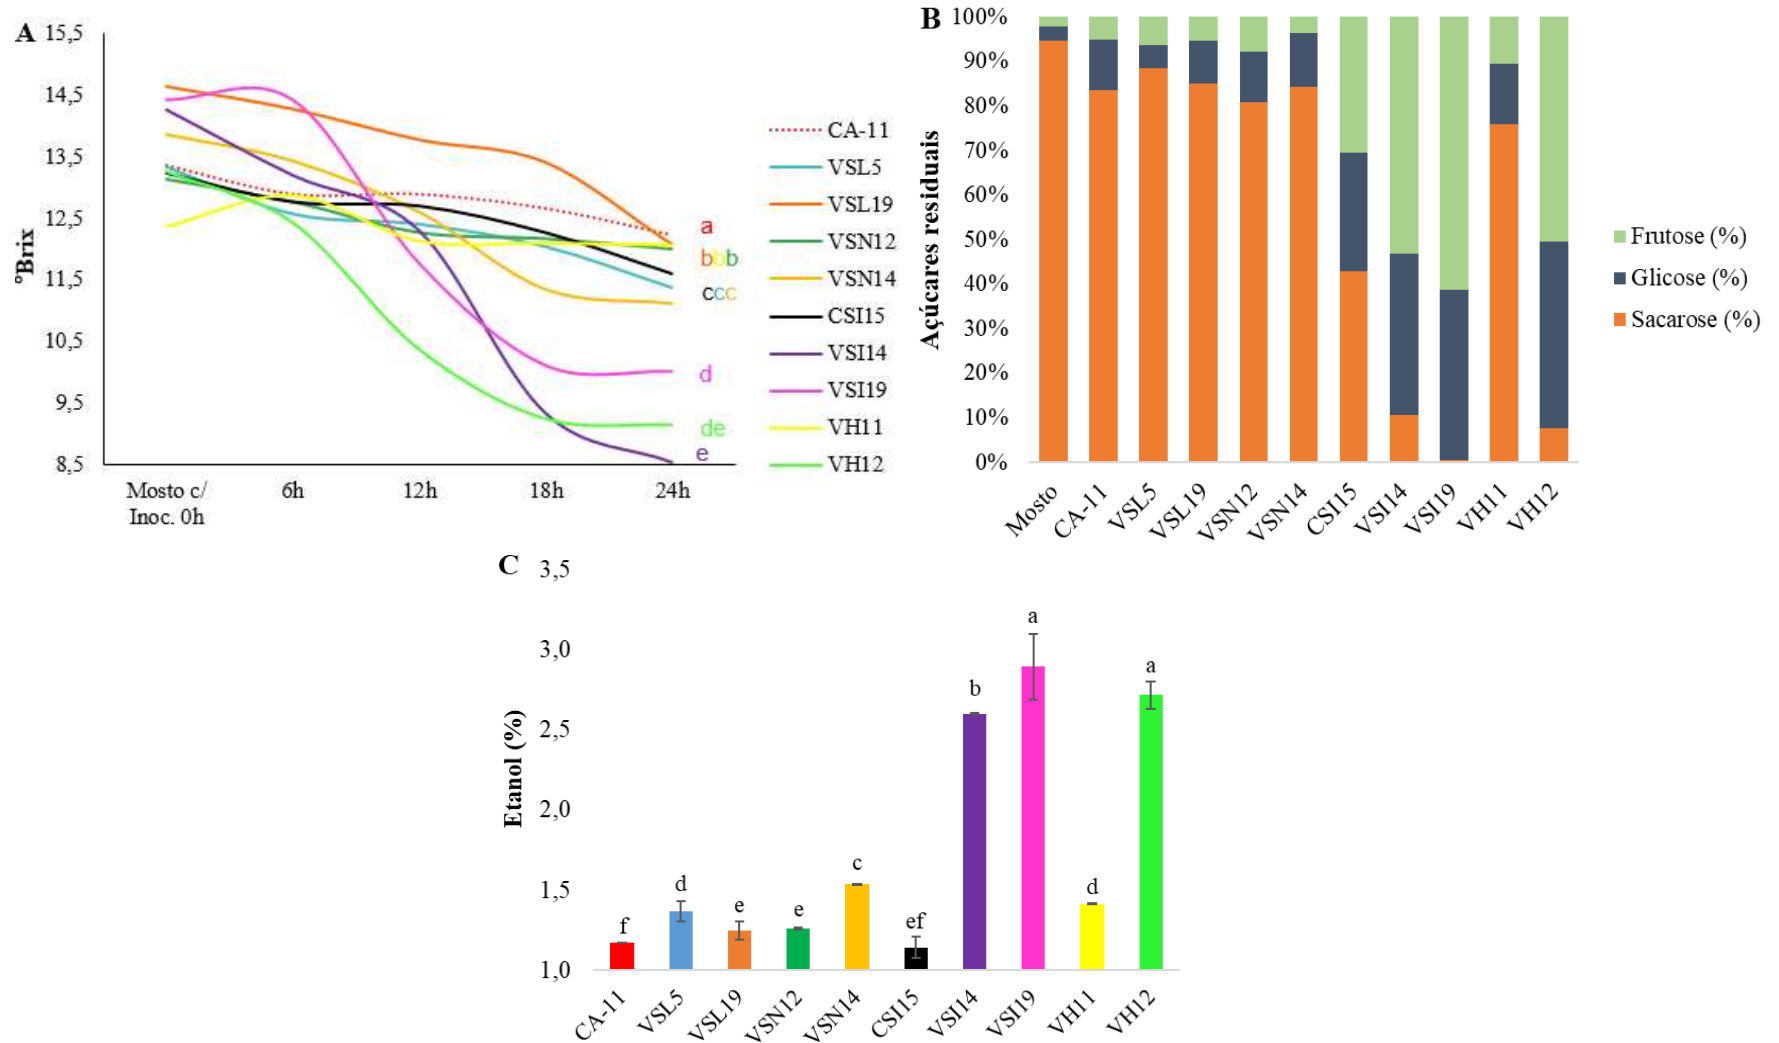 A
15,5
14,5
13,5
12,5
11,5
10,5
9,5
8,5
ºBrix
Mosto c/
Inoc. 0h
6h
12h
18h
24h
a
bbb
ccc
d
de
e
CA-11
VSL5
VSL19
VSN12
VSN14
CSI15
VSI14
VSI19
VH11
VH12
B
100%
90%
80%
70%
60%
50%
40%
30%
20%
10%
0%
Açúcares residuais
Mosto
CA-11
VSL5
VSL19
VSN12
VSN14
CSI15
VSI14
VSI19
VH11
VH12
Frutose (%)
Glicose (%)
Sacarose (%)
C
3,5
3,0
2,5
2,0
1,5
1,0
Etanol (%)
f
d
e
e
c
ef
b
a
d
a
CA-11
VSL5
VSL19
VSN12
VSN14
CSI15
VSI14
VSI19
VH11
VH12